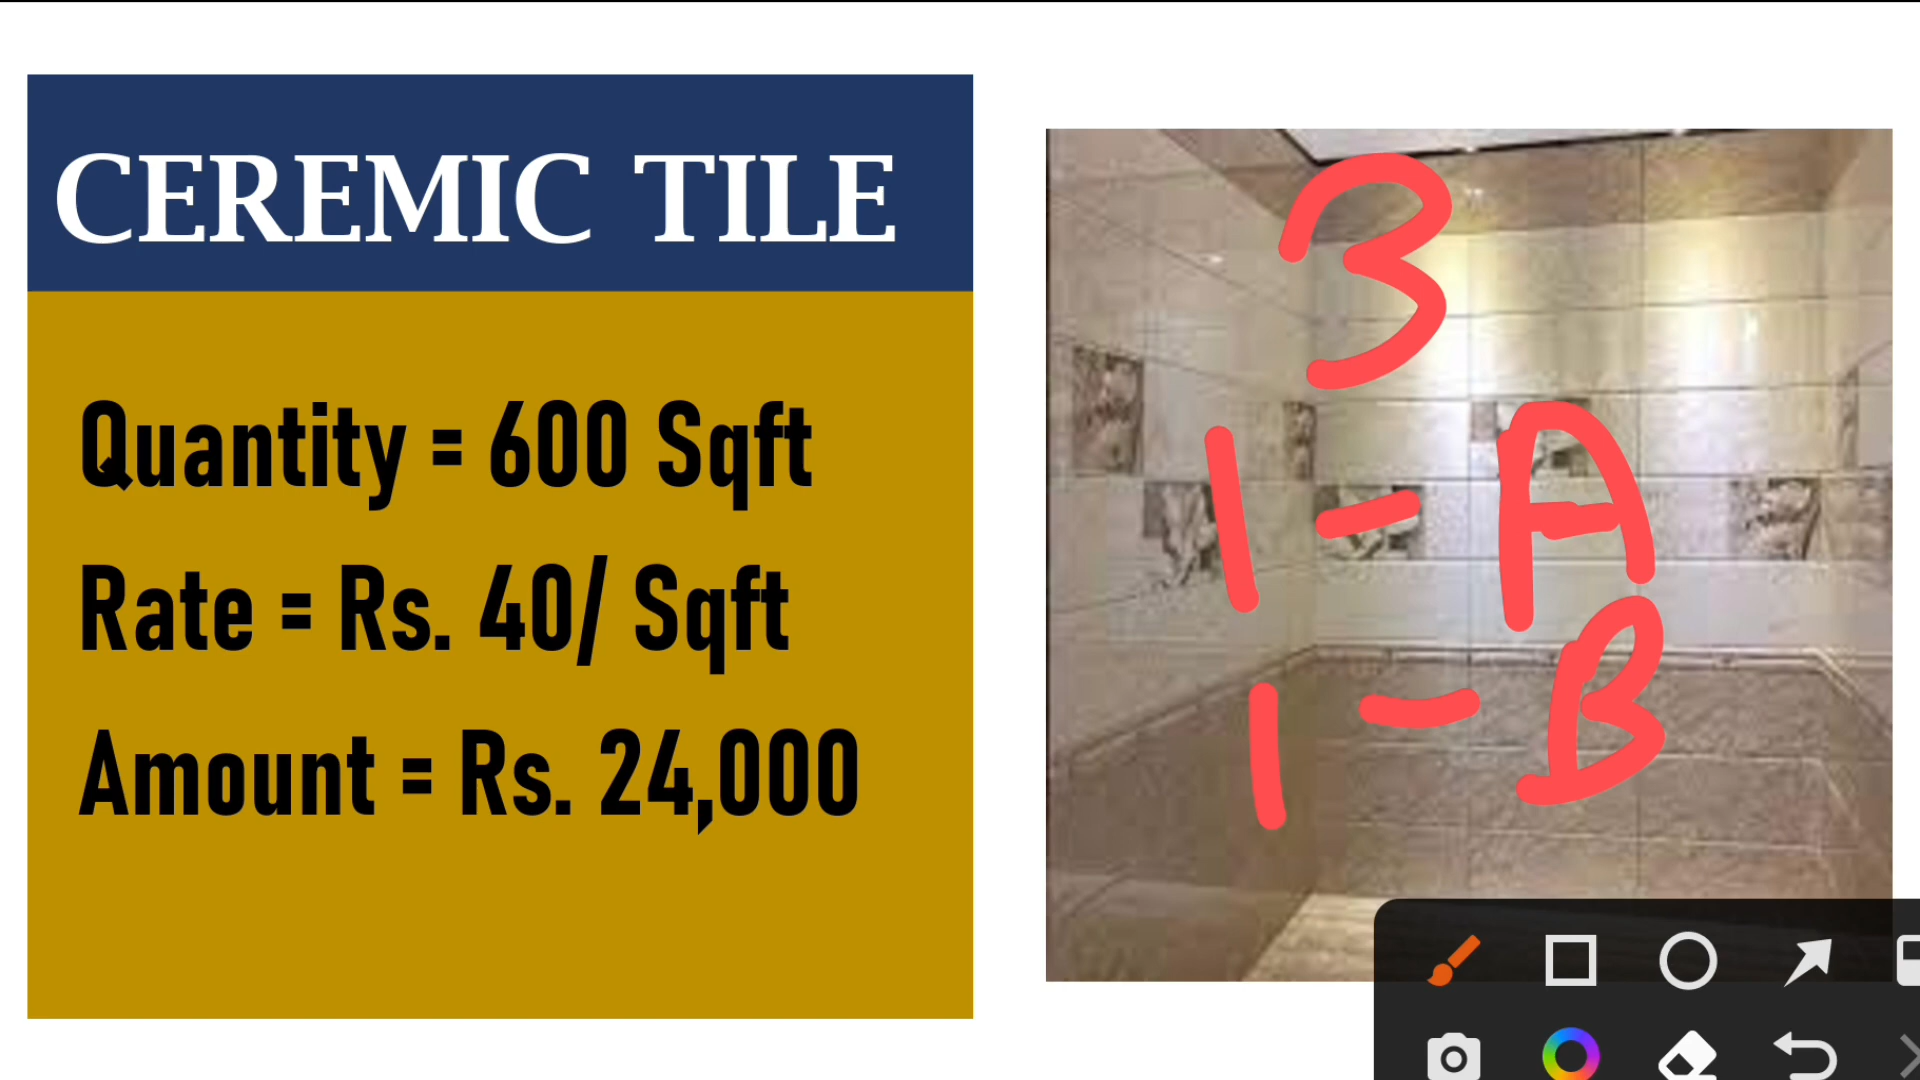 CEREMIC TILE
Quantity = 600 Sqft
Rate = Rs. 40/ Sqft
Amount = Rs. 24,000
3
1 - A
1 - B